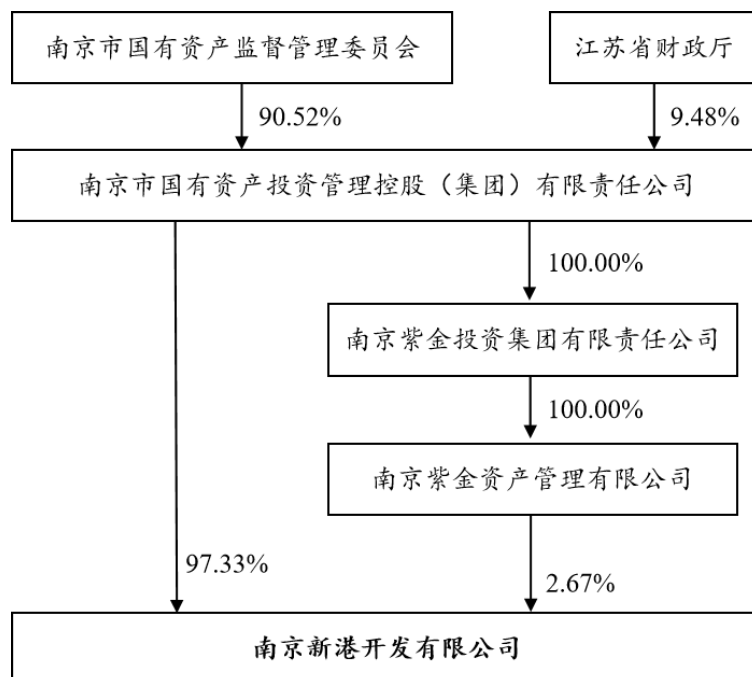 南京市国有资产监督管理委员会
江苏省财政厅
90.52%
9.48%
南京市国有资产投资管理控股（集团）有限责任公司
100.00%
南京紫金投资集团有限责任公司
100.00%
南京紫金资产管理有限公司
97.33%
2.67%
南京新港开发有限公司